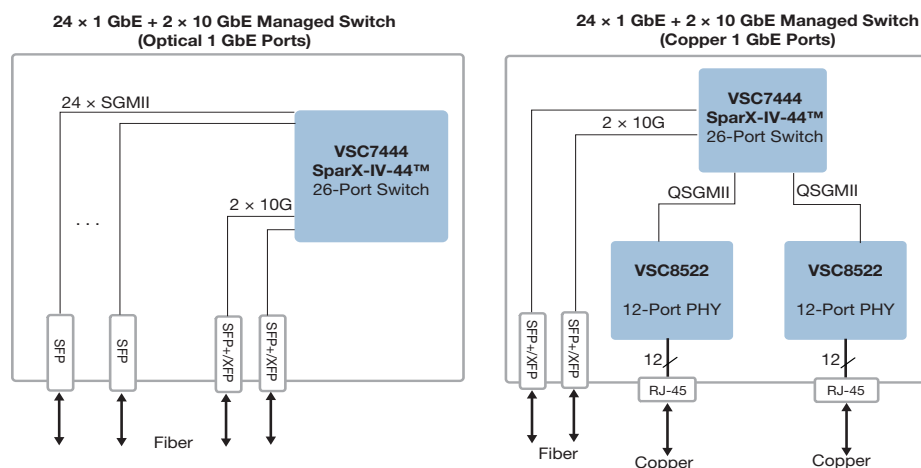 24 × 1 GbE + 2 × 10 GbE Managed Switch
(Optical 1 GbE Ports)
24 × SGMII
VSC7444
SparX-IV-44™
26-Port Switch
2 × 10G
. . .
SFP
SFP
SFP+/XFP
SFP+/XFP
Fiber
24 × 1 GbE + 2 × 10 GbE Managed Switch
(Copper 1 GbE Ports)
VSC7444
SparX-IV-44™
26-Port Switch
2 × 10G
QSGMII
QSGMII
VSC8522
12-Port PHY
VSC8522
12-Port PHY
SFP+/XFP
SFP+/XFP
12
12
RJ-45
RJ-45
Fiber
Copper
Copper